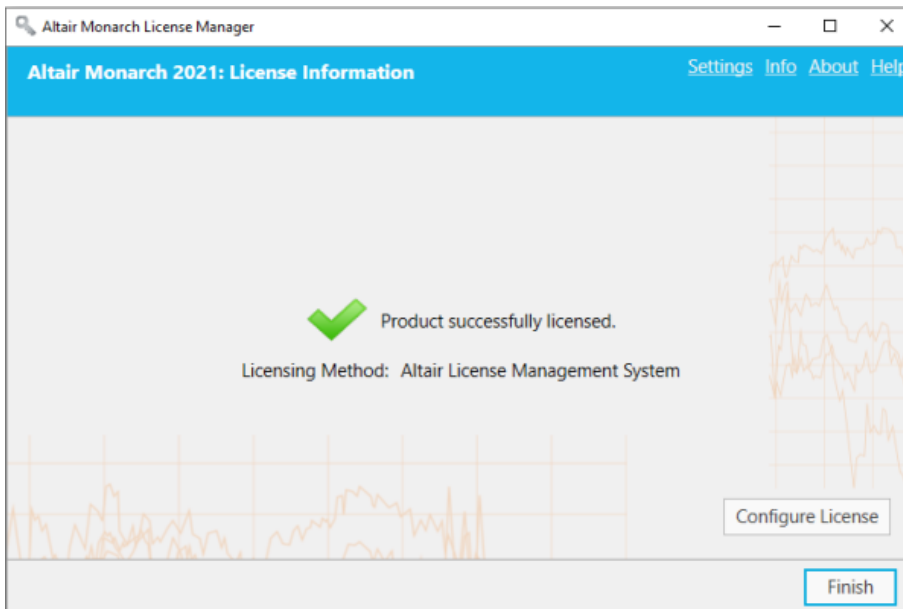 Altair Monarch License Manager
Altair Monarch 2021: License Information
Settings Info About Help
Product successfully licensed.
Licensing Method: Altair License Management System
Configure License
Finish